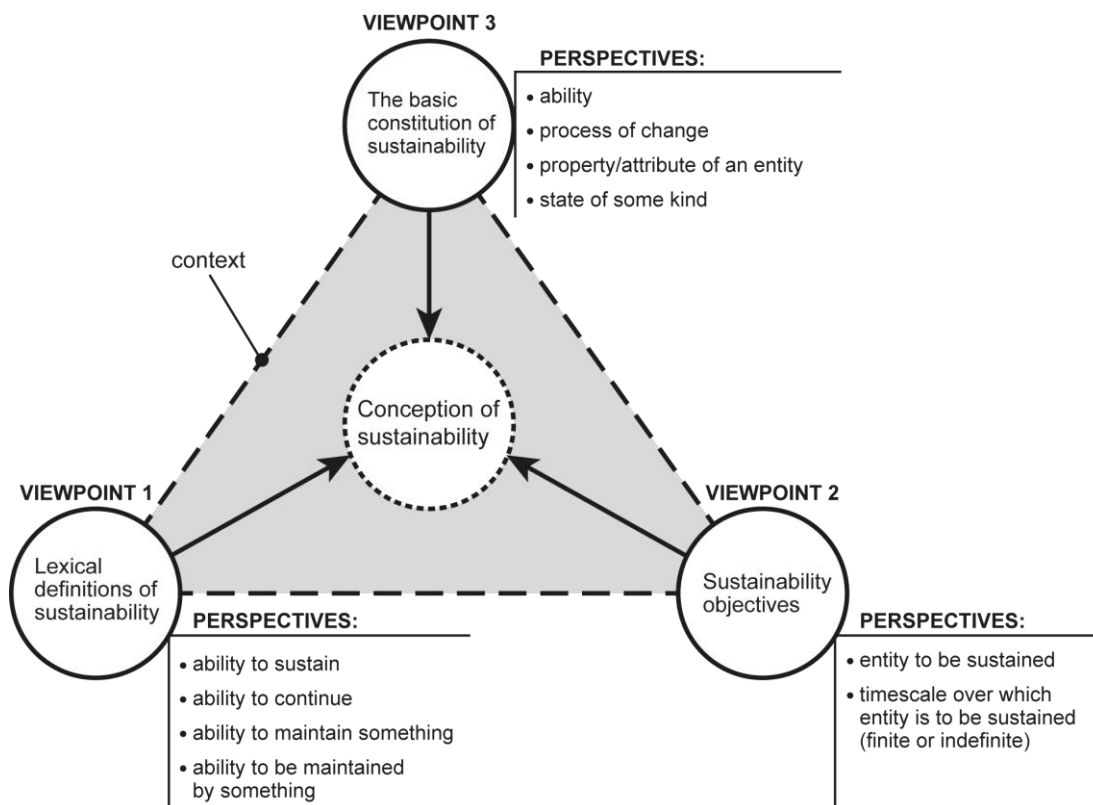 VIEWPOINT 3
The basic
constitution of
sustainability
PERSPECTIVES:
• ability
• process of change
• property/attribute of an entity
• state of some kind
context
Conception of
sustainability
VIEWPOINT 1
Lexical
definitions of
sustainability
PERSPECTIVES:
• ability to sustain
• ability to continue
• ability to maintain something
• ability to be maintained
by something
VIEWPOINT 2
Sustainability
objectives
PERSPECTIVES:
• entity to be sustained
• timescale over which
entity is to be sustained
(finite or indefinite)